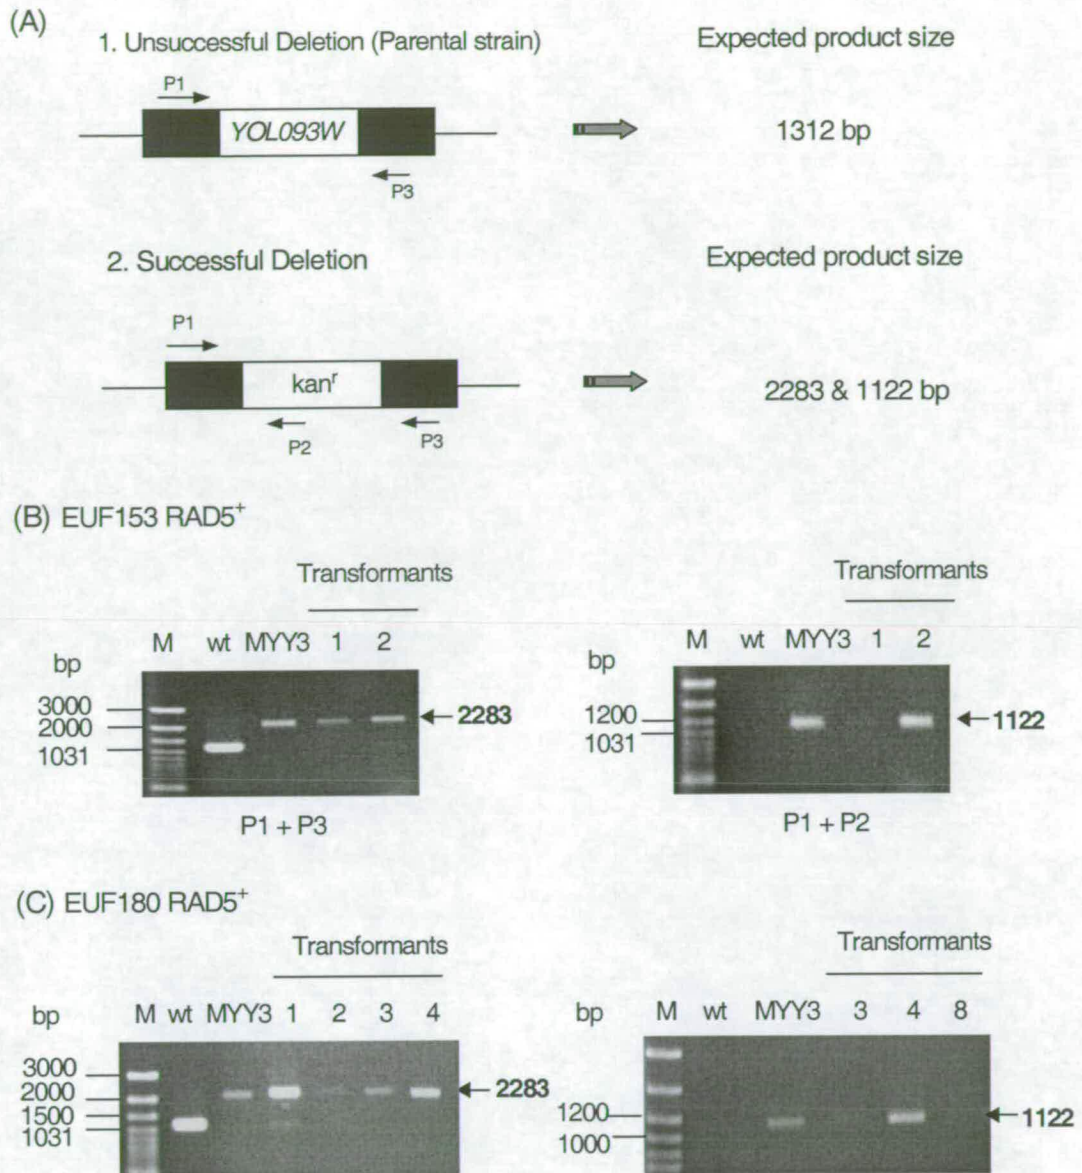 (A)
1. Unsuccessful Deletion (Parental strain)
Expected product size
P1
YOL093W
1312 bp
P3
2. Successful Deletion
Expected product size
P1
kanʳ
2283 & 1122 bp
P2
P3
(B) EUF153 RAD5⁺
Transformants
M wt MYY3 1 2
bp
3000
2000
1031
2283
P1 + P3
Transformants
M wt MYY3 1 2
bp
1200
1031
1122
P1 + P2
(C) EUF180 RAD5⁺
Transformants
bp M wt MYY3 1 2 3 4
3000
2000
1500
1031
2283
Transformants
bp M wt MYY3 3 4 8
1200
1000
1122